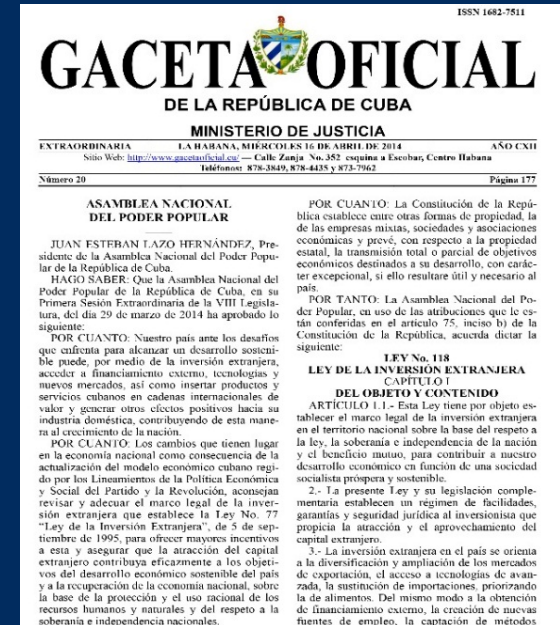 ISSN 1682-7511
GACETA OFICIAL
DE LA REPÚBLICA DE CUBA
MINISTERIO DE JUSTICIA
EXTRAORDINARIA LA HABANA, MIÉRCOLES 16 DE ABRIL DE 2014 AÑO CXII
Sitio Web: http://www.gacetaoficial.cu/ — Calle Zanja No. 352 esquina a Escobar, Centro Habana
Teléfonos: 878-3849, 878-4435 y 873-7962
Número 20 Página 177
ASAMBLEA NACIONAL
DEL PODER POPULAR
JUAN ESTEBAN LAZO HERNÁNDEZ, Pre-
sidente de la Asamblea Nacional del Poder Popu-
lar de la República de Cuba.
HAGO SABER: Que la Asamblea Nacional del
Poder Popular de la República de Cuba, en su
Primera Sesión Extraordinaria de la VIII Legisla-
tura, del día 29 de marzo de 2014 ha aprobado lo
siguiente:
POR CUANTO: Nuestro país ante los desafíos
que enfrenta para alcanzar un desarrollo sosteni-
ble puede, por medio de la inversión extranjera,
acceder a financiamiento externo, tecnologías y
nuevos mercados, así como insertar productos y
servicios cubanos en cadenas internacionales de
valor y generar otros efectos positivos hacia su
industria doméstica, contribuyendo de esta mane-
ra al crecimiento de la nación.
POR CUANTO: Los cambios que tienen lugar
en la economía nacional como consecuencia de la
actualización del modelo económico cubano regi-
do por los Lineamientos de la Política Económica
y Social del Partido y la Revolución, aconsejan
revisar y adecuar el marco legal de la inver-
sión extranjera que establece la Ley No. 77
“Ley de la Inversión Extranjera”, de 5 de sep-
tiembre de 1995, para ofrecer mayores incentivos
a esta y asegurar que la atracción del capital
extranjero contribuya eficazmente a los objeti-
vos del desarrollo económico sostenible del país
y a la recuperación de la economía nacional, sobre
la base de la protección y el uso racional de los
recursos humanos y naturales y del respeto a la
soberanía e independencia nacionales.
POR CUANTO: La Constitución de la Repú-
blica establece entre otras formas de propiedad, la
de las empresas mixtas, sociedades y asociaciones
económicas y prevé, con respecto a la propiedad
estatal, la transmisión total o parcial de objetivos
económicos destinados a su desarrollo, con carác-
ter excepcional, si ello resultare útil y necesario al
país.
POR TANTO: La Asamblea Nacional del Po-
der Popular, en uso de las atribuciones que le es-
tán conferidas en el artículo 75, inciso b) de la
Constitución de la República, acuerda dictar la
siguiente:
LEY No. 118
LEY DE LA INVERSIÓN EXTRANJERA
CAPÍTULO I
DEL OBJETO Y CONTENIDO
ARTÍCULO 1.1.- Esta Ley tiene por objeto es-
tablecer el marco legal de la inversión extranjera
en el territorio nacional sobre la base del respeto a
la ley, la soberanía e independencia de la nación
y el beneficio mutuo, para contribuir a nuestro
desarrollo económico en función de una sociedad
socialista próspera y sostenible.
2.- La presente Ley y su legislación comple-
mentaria establecen un régimen de facilidades,
garantías y seguridad jurídica al inversionista que
propicia la atracción y el aprovechamiento del
capital extranjero.
3.- La inversión extranjera en el país se orienta
a la diversificación y ampliación de los mercados
de exportación, el acceso a tecnologías de avan-
zada, la sustitución de importaciones, priorizando
la de alimentos. Del mismo modo a la obtención
de financiamiento externo, la creación de nuevas
fuentes de empleo, la captación de métodos